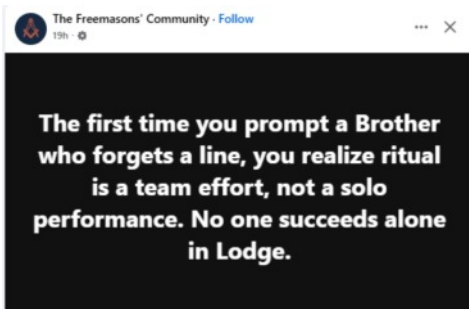 The Freemasons' Community · Follow
19h ·
The first time you prompt a Brother
who forgets a line, you realize ritual
is a team effort, not a solo
performance. No one succeeds alone
in Lodge.